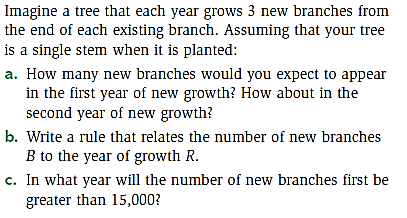 Imagine a tree that each year grows 3 new branches from
the end of each existing branch. Assuming that your tree
is a single stem when it is planted:
a. How many new branches would you expect to appear
in the first year of new growth? How about in the
second year of new growth?
b. Write a rule that relates the number of new branches
B to the year of growth R.
c. In what year will the number of new branches first be
greater than 15,000?